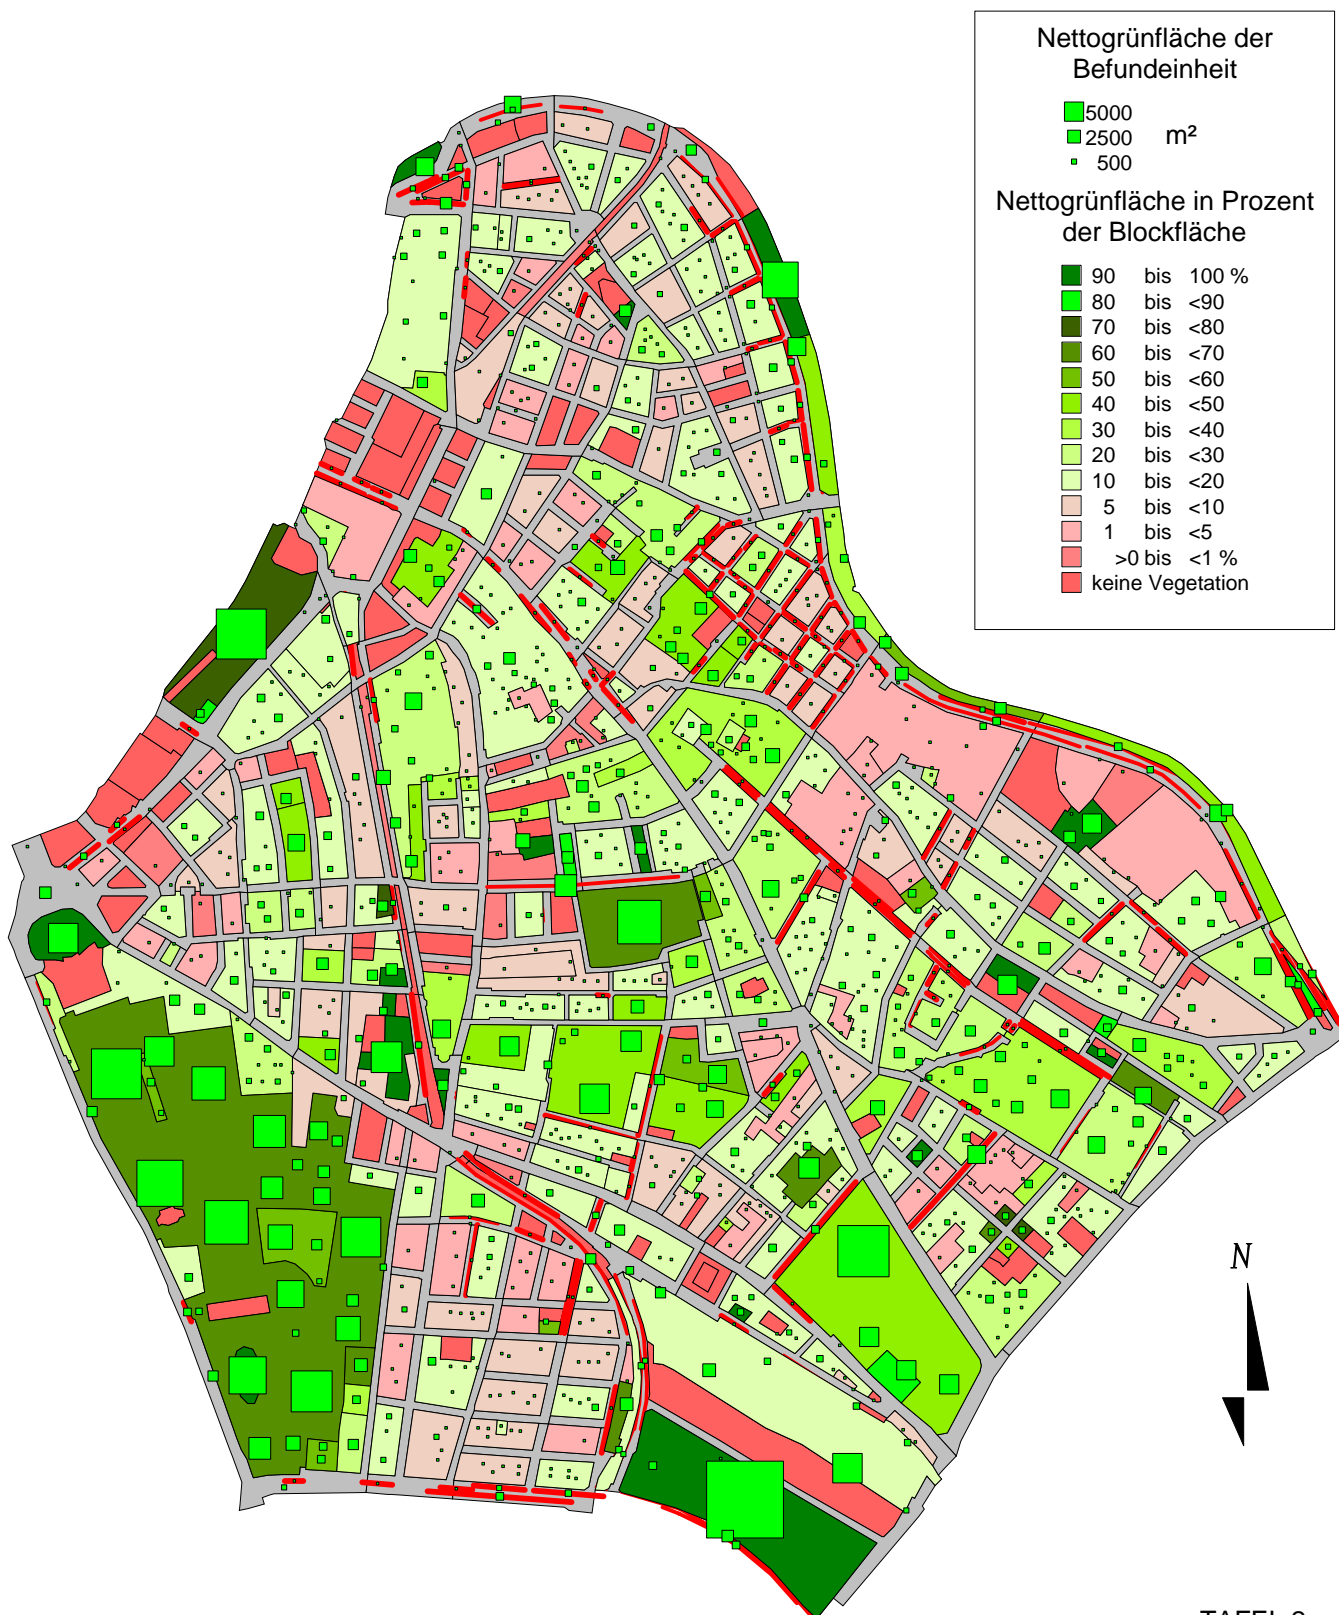 Nettogrünfläche der
Befundeinheit
5000
2500 m²
500
Nettogrünfläche in Prozent
der Blockfläche
90 bis 100 %
80 bis <90
70 bis <80
60 bis <70
50 bis <60
40 bis <50
30 bis <40
20 bis <30
10 bis <20
5 bis <10
1 bis <5
>0 bis <1 %
keine Vegetation
N
TAFEL